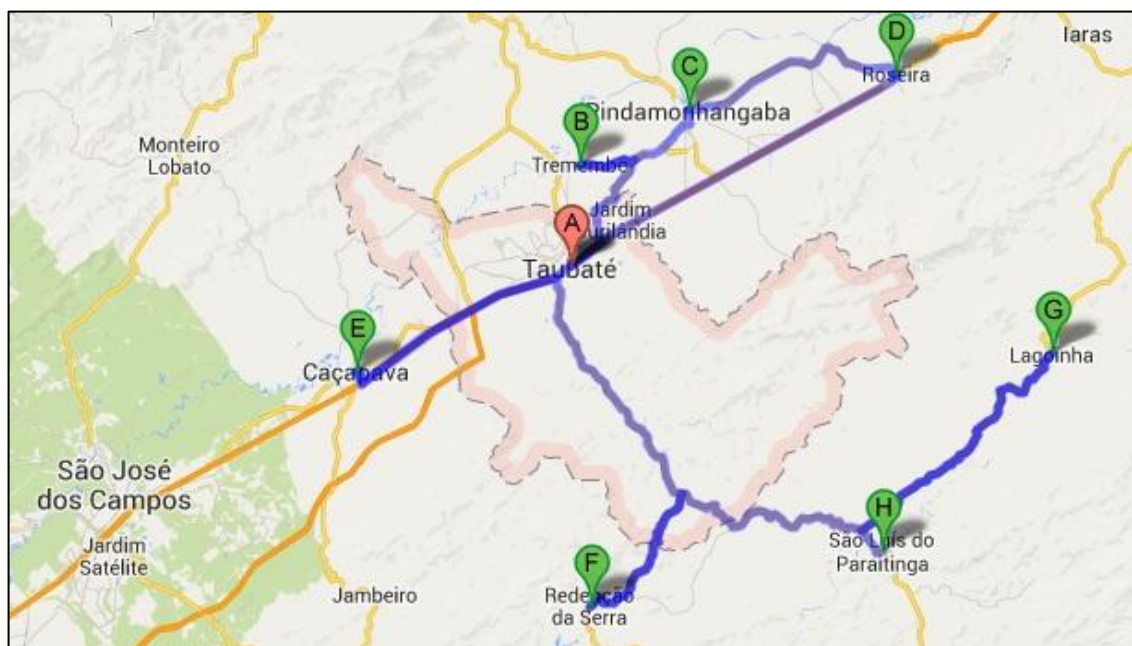 D
Iaras
Roseira
C
Pindamonhangaba
B
Tremembe
Monteiro
Lobato
A
Jardim
Taubaté
G
Lagoinha
E
Caçapava
São José
dos Campos
H
São Luís do
Paraitinga
Jardim
Satélite
F
Jambeiro
Redenção
da Serra